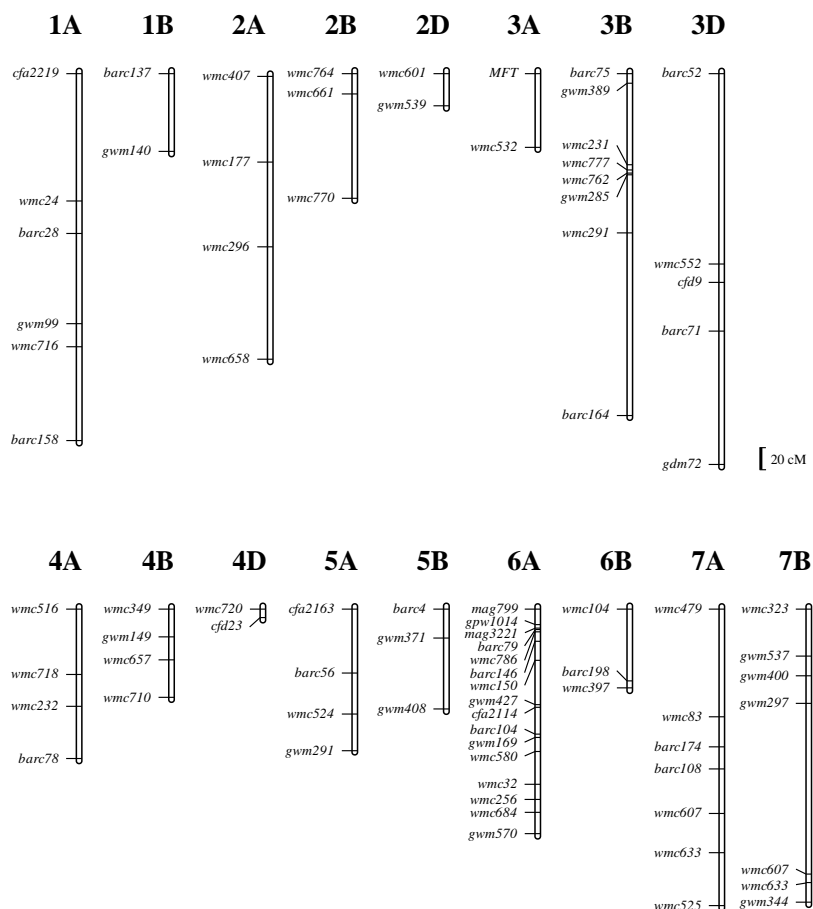 1A
1B
2A
2B
2D
3A
3B
3D
cfa2219
wmc24
barc28
gwm99
wmc716
barc158
barc137
gwm140
wmc407
wmc177
wmc296
wmc658
wmc764
wmc661
wmc770
wmc601
gwm539
MFT
wmc532
barc75
gwm389
wmc231
wmc777
wmc762
gwm285
wmc291
barc164
barc52
wmc552
cfd9
barc71
gdm72
20 cM
4A
4B
4D
5A
5B
6A
6B
7A
7B
wmc516
wmc718
wmc232
barc78
wmc349
gwm149
wmc657
wmc710
wmc720
cfd23
cfa2163
barc56
wmc524
gwm291
barc4
gwm371
gwm408
mag799
gpw1014
mag3221
barc79
wmc786
barc146
wmc150
gwm427
cfa2114
barc104
gwm169
wmc580
wmc32
wmc256
wmc684
gwm570
wmc104
barc198
wmc397
wmc479
wmc83
barc174
barc108
wmc607
wmc633
wmc525
wmc323
gwm537
gwm400
gwm297
wmc607
wmc633
gwm344